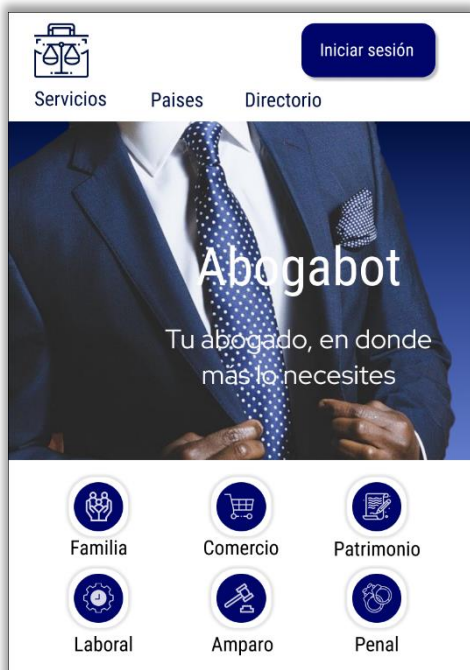 Iniciar sesión
Servicios Paises Directorio
Abogabot
Tu abogado, en donde
más lo necesites
Familia Comercio Patrimonio
Laboral Amparo Penal